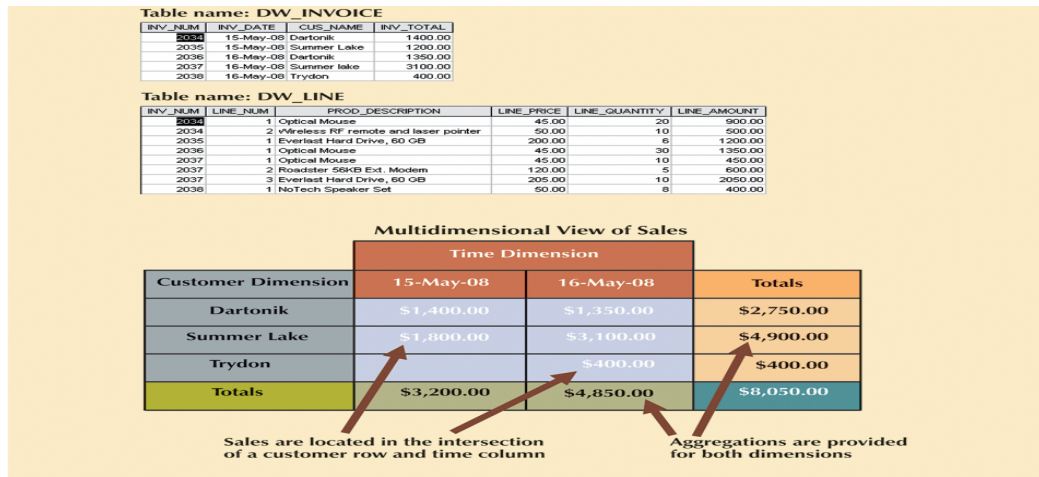 Table name: DW_INVOICE
INV_NUM INV_DATE CUS_NAME INV_TOTAL
2034 15-May-08 Dartonik 1400.00
2035 15-May-08 Summer Lake 1200.00
2036 16-May-08 Dartonik 1350.00
2037 16-May-08 Summer lake 3100.00
2038 16-May-08 Trydon 400.00
Table name: DW_LINE
INV_NUM LINE_NUM PROD_DESCRIPTION LINE_PRICE LINE_QUANTITY LINE_AMOUNT
2034 1 Optical Mouse 45.00 20 900.00
2034 2 Wireless RF remote and laser pointer 50.00 10 500.00
2035 1 Everlast Hard Drive, 60 GB 200.00 6 1200.00
2036 1 Optical Mouse 45.00 30 1350.00
2037 1 Optical Mouse 45.00 10 450.00
2037 2 Roadster 56KB Ext. Modem 120.00 5 600.00
2037 3 Everlast Hard Drive, 60 GB 205.00 10 2050.00
2038 1 NoTech Speaker Set 50.00 8 400.00
Multidimensional View of Sales
Time Dimension
Customer Dimension 15-May-08 16-May-08 Totals
Dartonik $1,400.00 $1,350.00 $2,750.00
Summer Lake $1,800.00 $3,100.00 $4,900.00
Trydon $400.00 $400.00
Totals $3,200.00 $4,850.00 $8,050.00
Sales are located in the intersection
of a customer row and time column
Aggregations are provided
for both dimensions